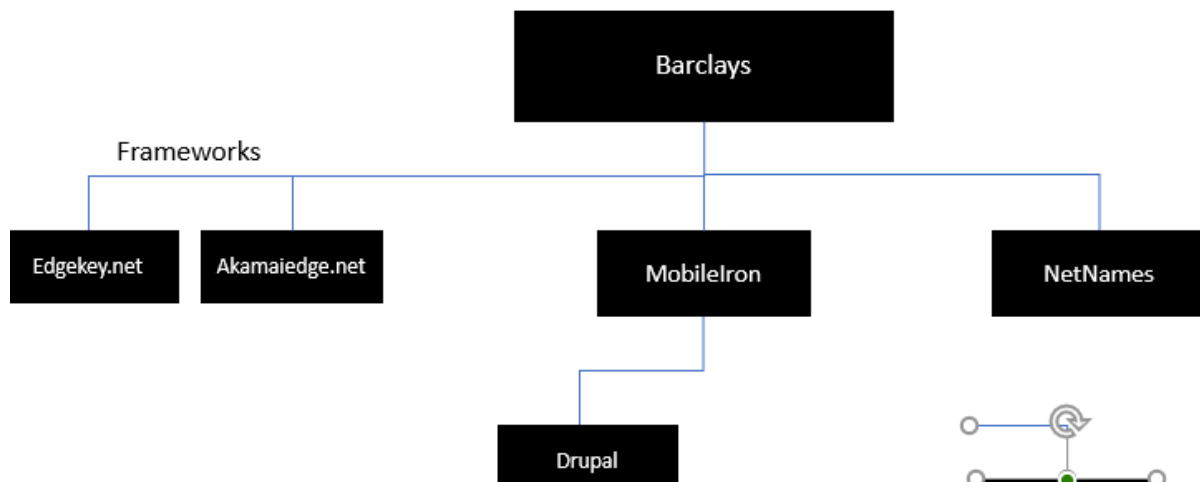 Barclays
Frameworks
Edgekey.net
Akamaiedge.net
MobileIron
NetNames
Drupal